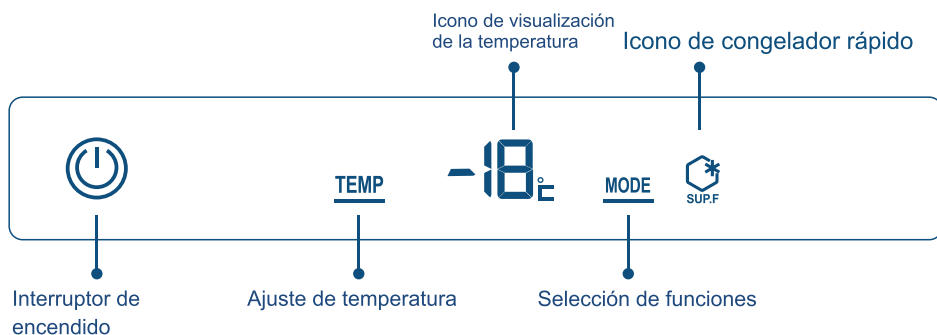 Icono de visualización
de la temperatura
Icono de congelador rápido
TEMP
-18°C
MODE
SUP.F
Interruptor de
encendido
Ajuste de temperatura
Selección de funciones